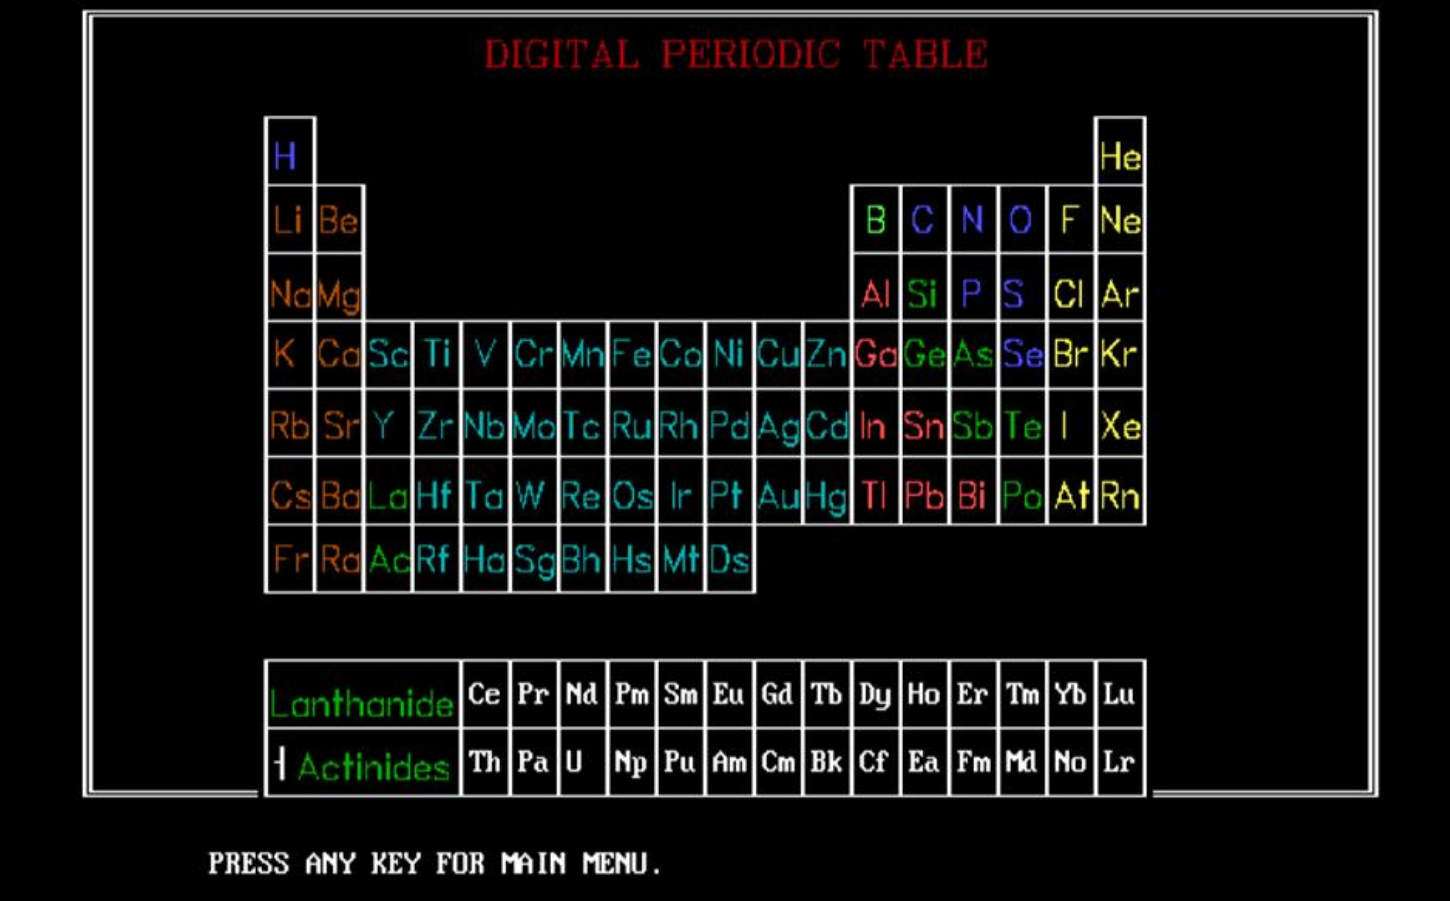 DIGITAL PERIODIC TABLE
H He
Li Be B C N O F Ne
Na Mg Al Si P S Cl Ar
K Ca Sc Ti V Cr Mn Fe Co Ni Cu Zn Ga Ge As Se Br Kr
Rb Sr Y Zr Nb Mo Tc Ru Rh Pd Ag Cd In Sn Sb Te I Xe
Cs Ba La Hf Ta W Re Os Ir Pt Au Hg Tl Pb Bi Po At Rn
Fr Ra Ac Rf Ha Sg Bh Hs Mt Ds
Lanthanide Ce Pr Nd Pm Sm Eu Gd Tb Dy Ho Er Tm Yb Lu
Actinides Th Pa U Np Pu Am Cm Bk Cf Ea Fm Md No Lr
PRESS ANY KEY FOR MAIN MENU.